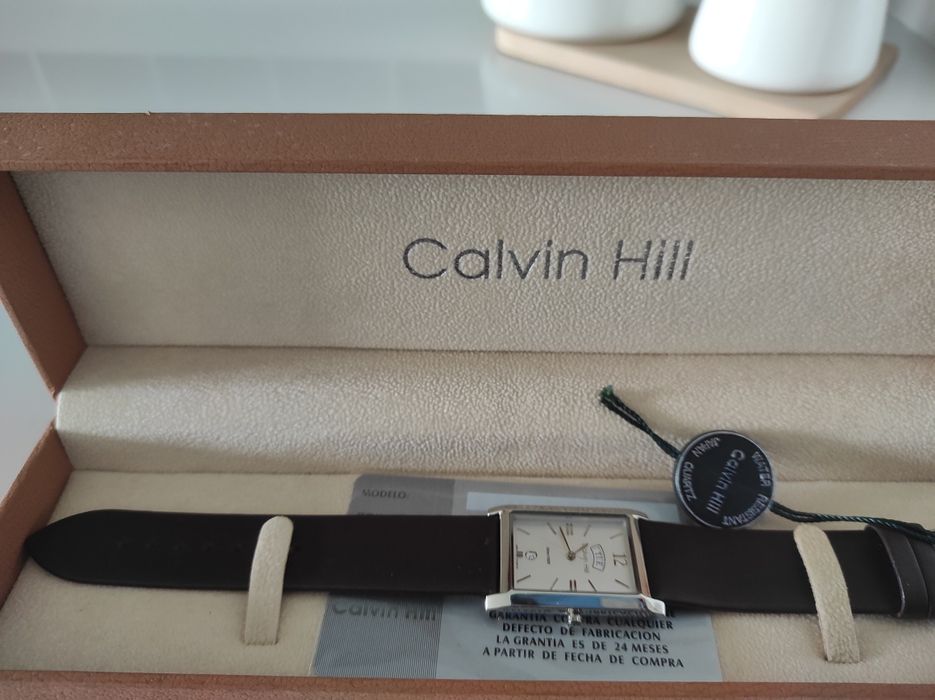 Calvin Hill
WATER RESISTANT
Calvin Hill
JAPAN QUARTZ
MODELO:
12
Calvin Hill
GARANTIA CONTRA CUALQUIER
DEFECTO DE FABRICACION
LA GRANTIA ES DE 24 MESES
A PARTIR DE FECHA DE COMPRA